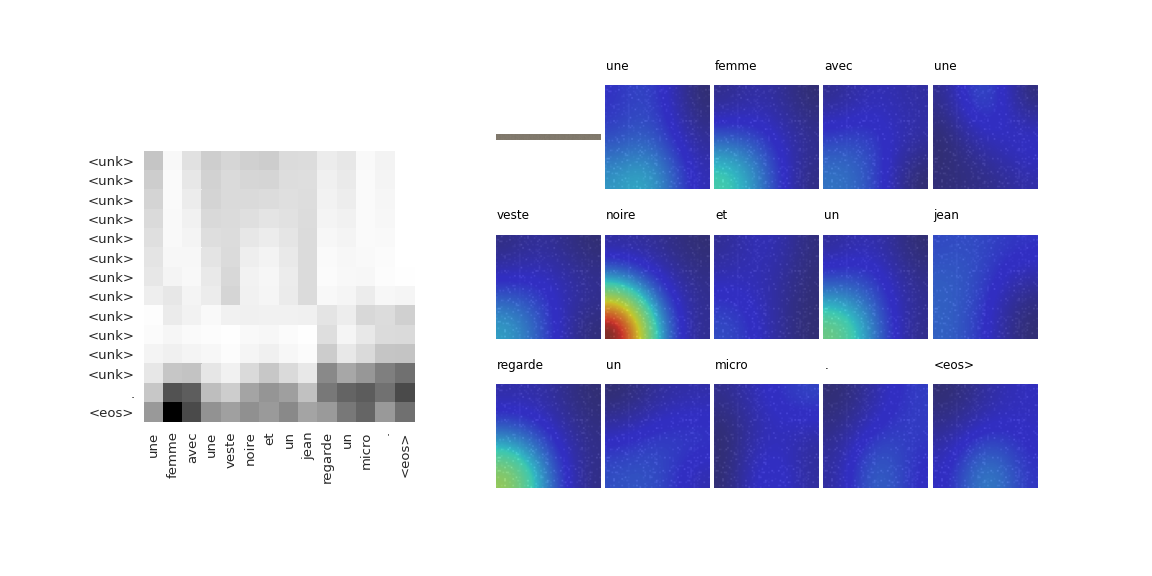 <unk>
<unk>
<unk>
<unk>
<unk>
<unk>
<unk>
<unk>
<unk>
<unk>
<unk>
<unk>
.
<eos>
une femme avec une veste noire et un jean regarde un micro . <eos>
une femme avec une
veste noire et un jean
regarde un micro . <eos>